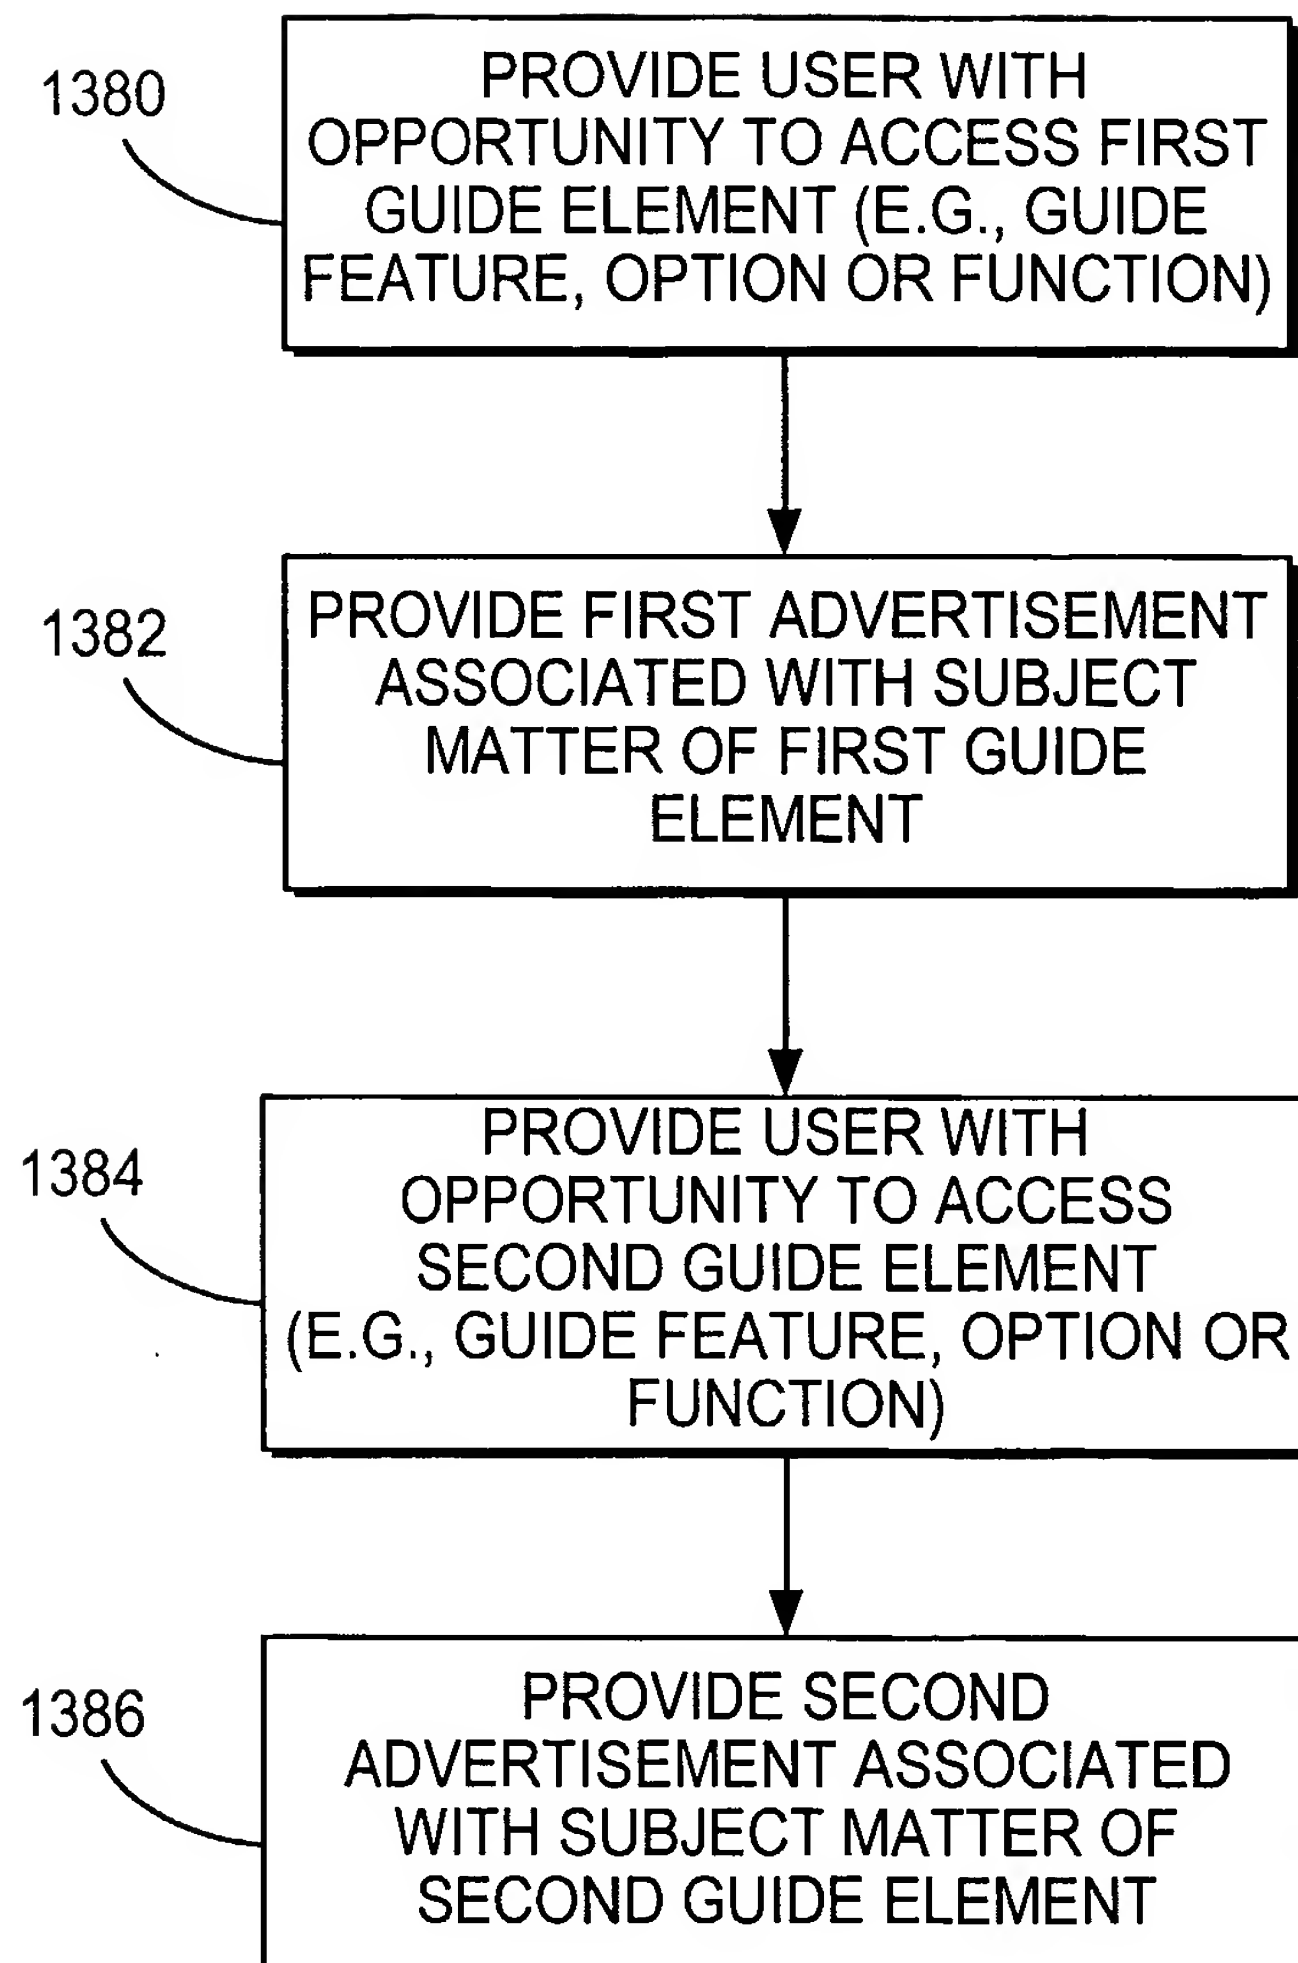 1380
PROVIDE USER WITH
OPPORTUNITY TO ACCESS FIRST
GUIDE ELEMENT (E.G., GUIDE
FEATURE, OPTION OR FUNCTION)
1382
PROVIDE FIRST ADVERTISEMENT
ASSOCIATED WITH SUBJECT
MATTER OF FIRST GUIDE
ELEMENT
1384
PROVIDE USER WITH
OPPORTUNITY TO ACCESS
SECOND GUIDE ELEMENT
(E.G., GUIDE FEATURE, OPTION OR
FUNCTION)
1386
PROVIDE SECOND
ADVERTISEMENT ASSOCIATED
WITH SUBJECT MATTER OF
SECOND GUIDE ELEMENT